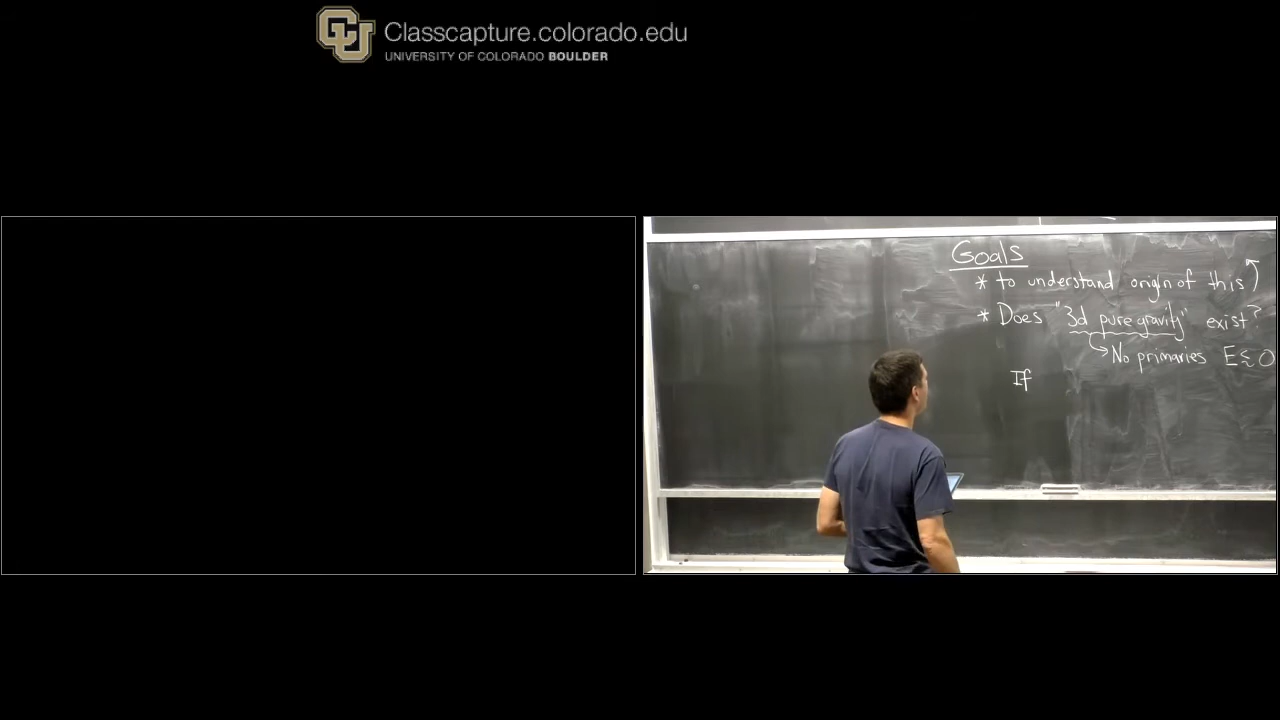 Classcapture.colorado.edu
UNIVERSITY OF COLORADO BOULDER
Goals
* to understand origin of this
* Does "3d pure gravity" exist?
↳ No primaries E ≲ 0
If